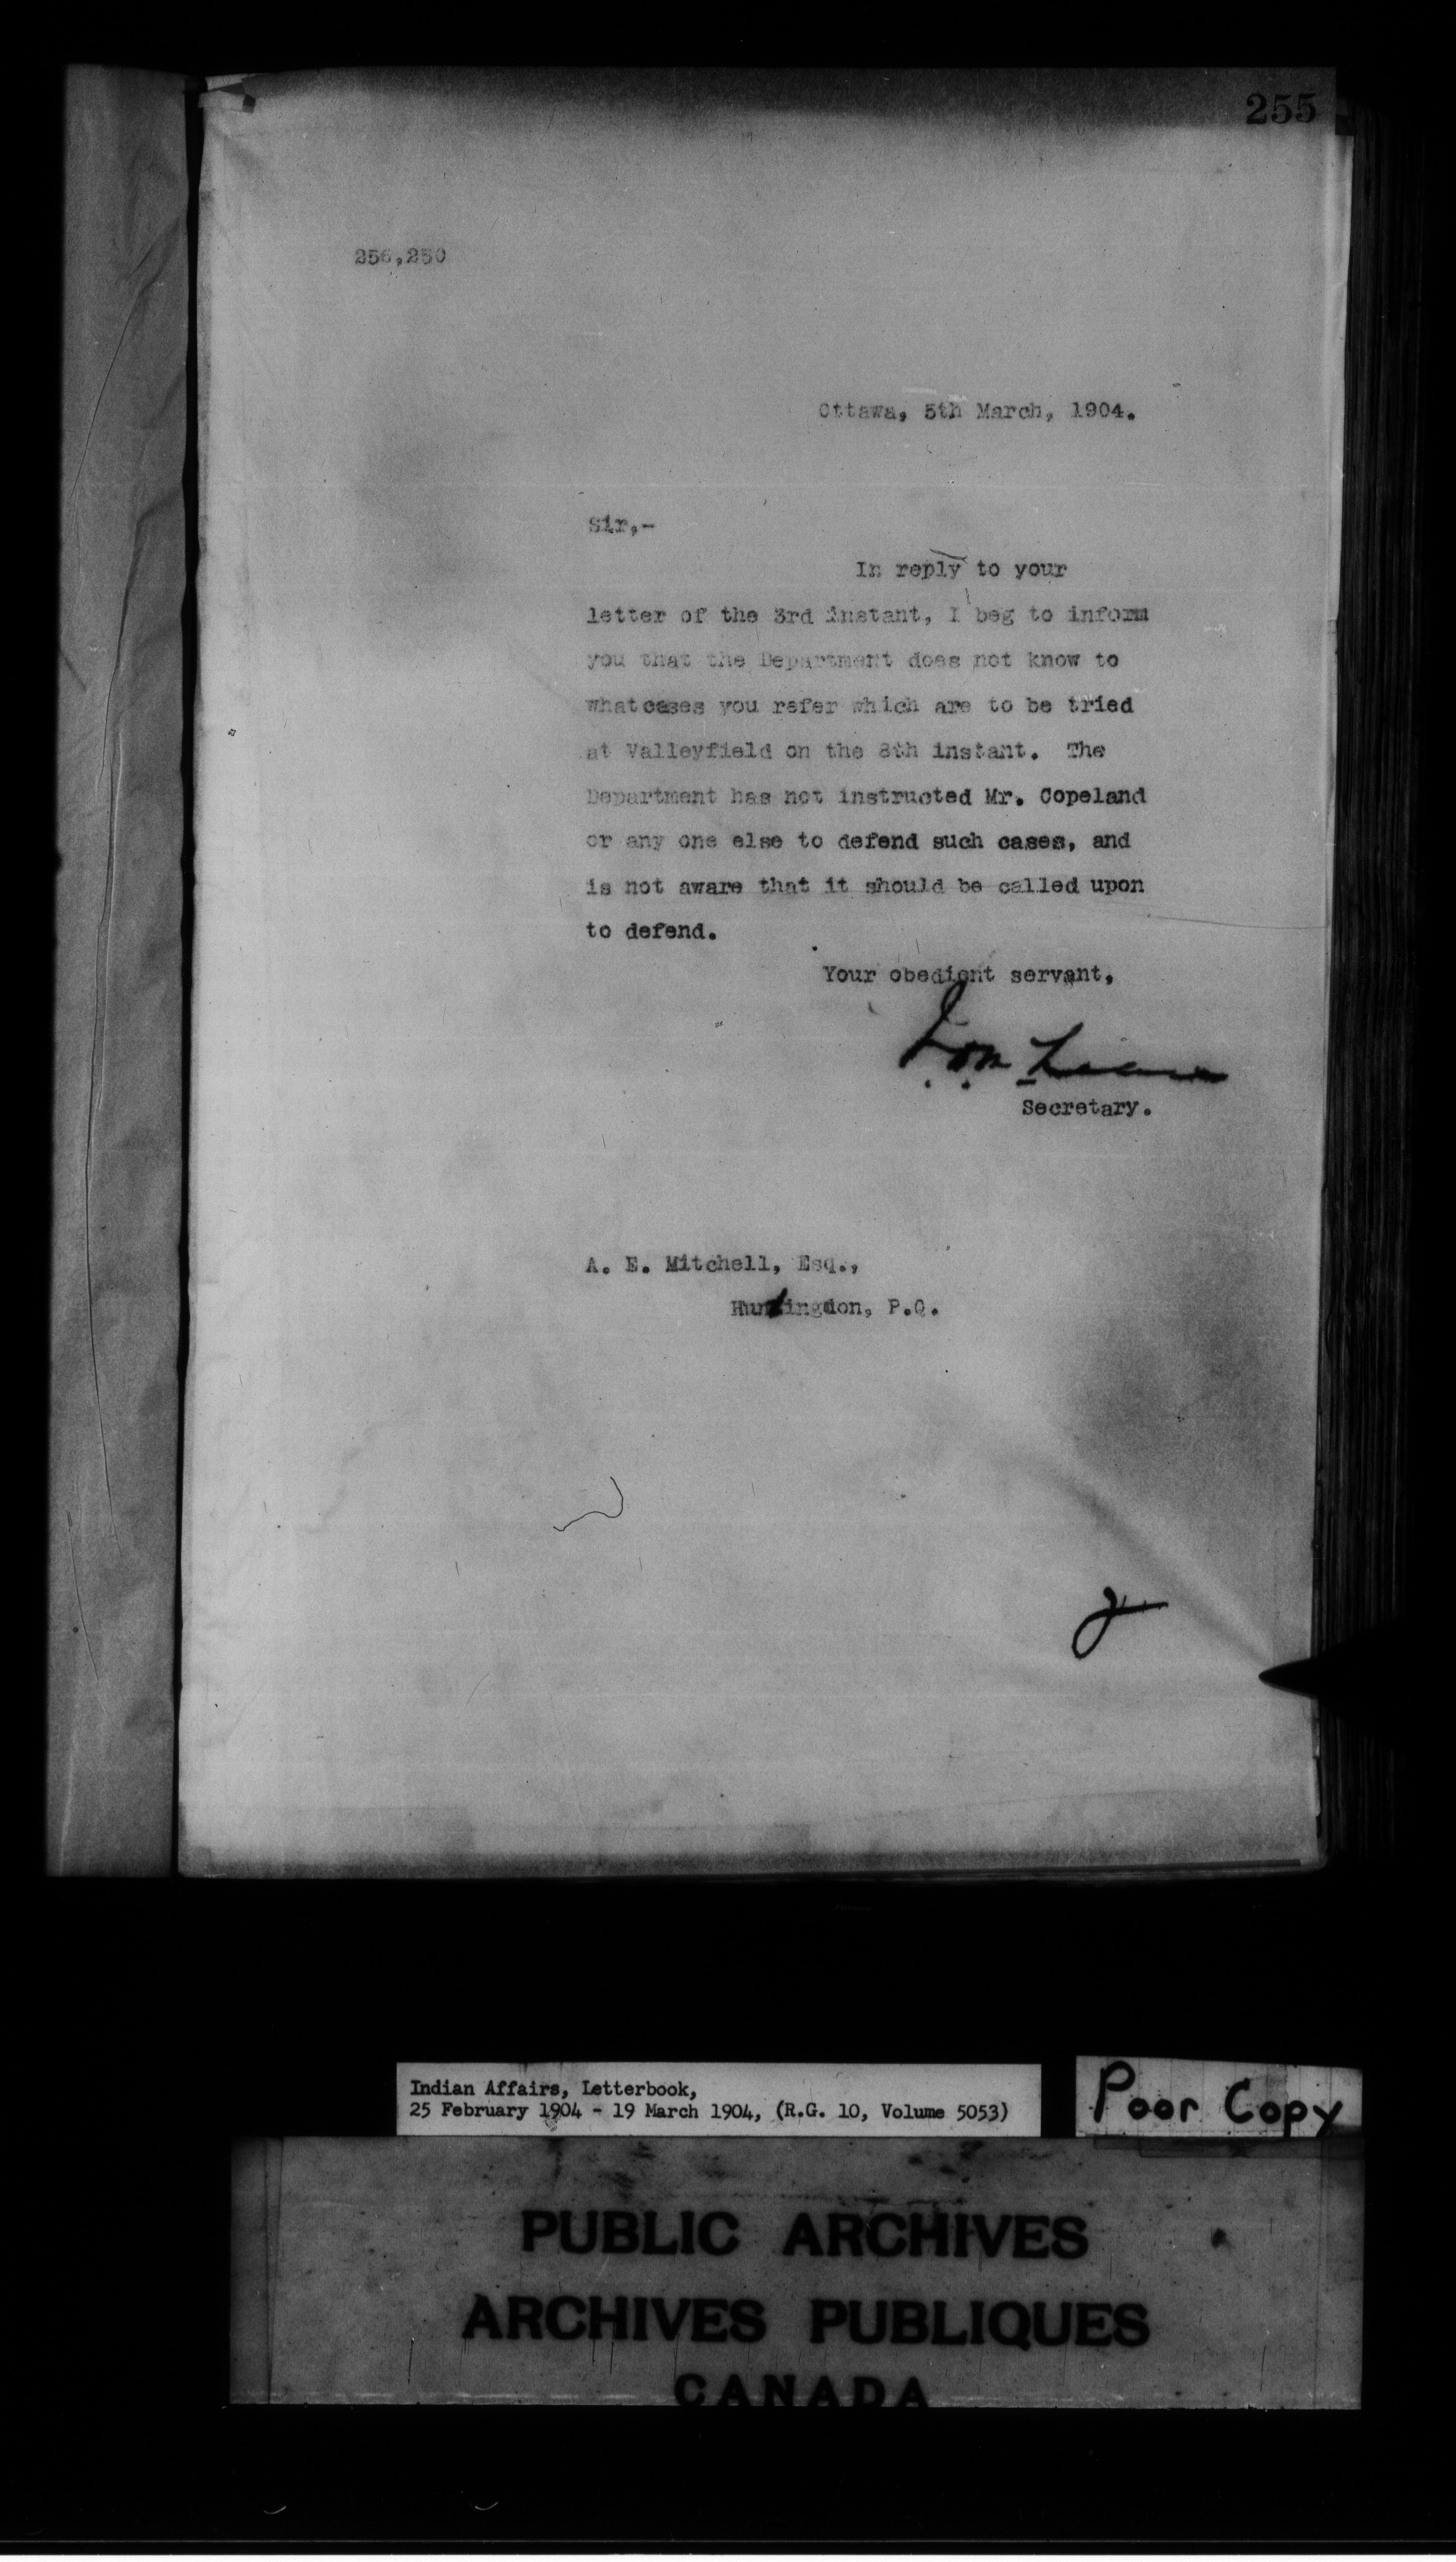 255
256,250
Ottawa, 5th March, 1904.
Sir,-
In reply to your
letter of the 3rd instant, I beg to inform
you that the Department does not know to
what cases you refer which are to be tried
at Valleyfield on the 8th instant. The
Department has not instructed Mr. Copeland
or any one else to defend such cases, and
is not aware that it should be called upon
to defend.
Your obedient servant,
Secretary.
A. E. Mitchell, Esq.,
Huntingdon, P.Q.
Indian Affairs, Letterbook,
25 February 1904 - 19 March 1904, (R.G. 10, Volume 5053)
Poor Copy
PUBLIC ARCHIVES
ARCHIVES PUBLIQUES
CANADA